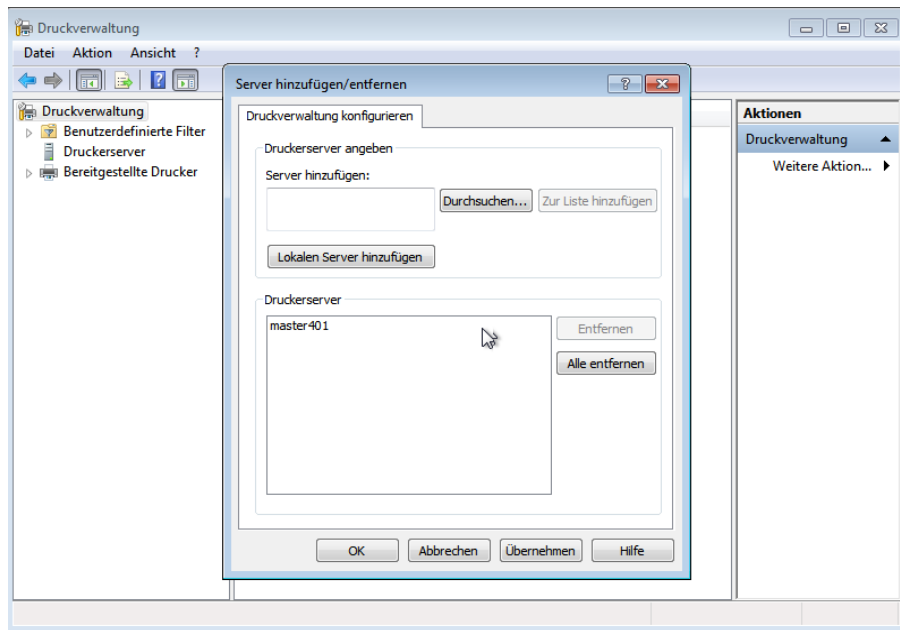 Druckverwaltung
Datei Aktion Ansicht ?
Druckverwaltung
Benutzerdefinierte Filter
Druckerserver
Bereitgestellte Drucker
Server hinzufügen/entfernen
Druckverwaltung konfigurieren
Druckerserver angeben
Server hinzufügen:
Durchsuchen... Zur Liste hinzufügen
Lokalen Server hinzufügen
Druckerserver
master401
Entfernen
Alle entfernen
OK Abbrechen Übernehmen Hilfe
Aktionen
Druckverwaltung
Weitere Aktion...